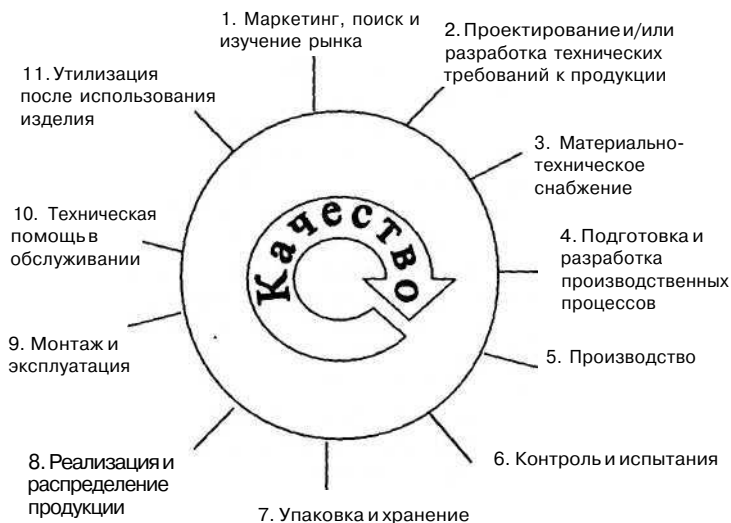 1. Маркетинг, поиск и
изучение рынка
2. Проектирование и/или
разработка технических
требований к продукции
3. Материально-
техническое
снабжение
4. Подготовка и
разработка
производственных
процессов
5. Производство
6. Контроль и испытания
7. Упаковка и хранение
8. Реализация и
распределение
продукции
9. Монтаж и
эксплуатация
10. Техническая
помощь в
обслуживании
11. Утилизация
после использования
изделия
Качество